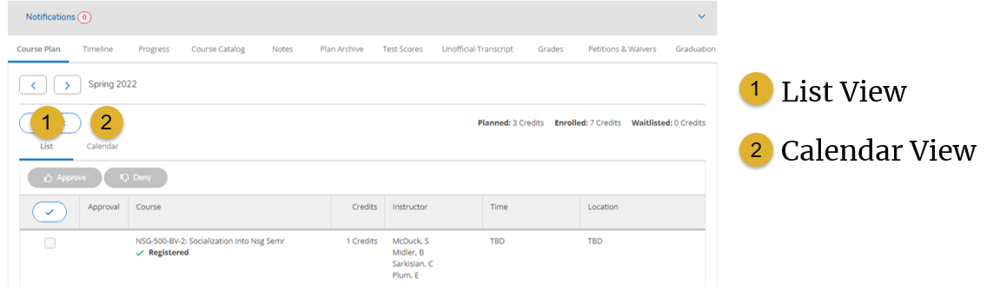 Notifications 0
Course Plan Timeline Progress Course Catalog Notes Plan Archive Test Scores Unofficial Transcript Grades Petitions & Waivers Graduation
Spring 2022
1 2
Planned: 3 Credits Enrolled: 7 Credits Waitlisted: 0 Credits
List Calendar
Approve Deny
Approval Course Credits Instructor Time Location
NSG-500-BV-2: Socialization Into Nsg Semr 1 Credits McDuck, S TBD TBD
Registered Midler, B
Sarkisian, C
Plum, E
1 List View
2 Calendar View